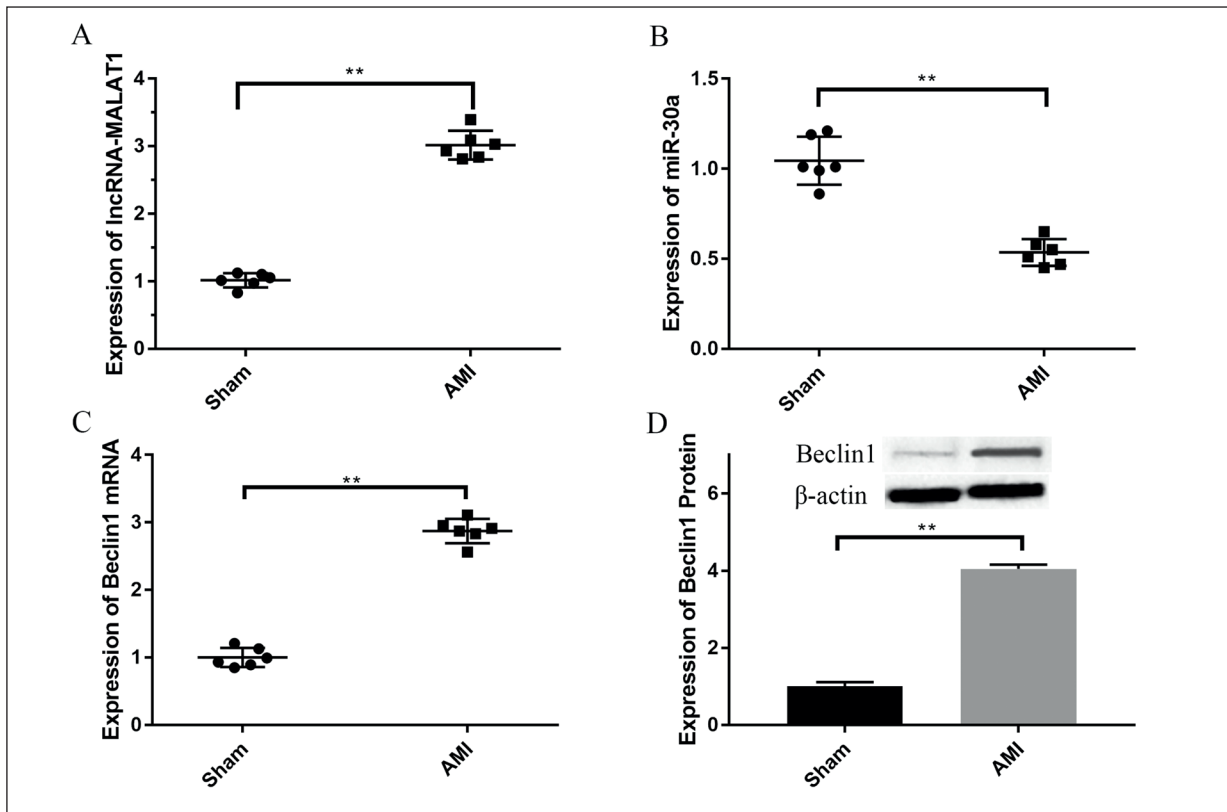 A
Expression of lncRNA-MALAT1
4
3
2
1
0
**
Sham
AMI
B
Expression of miR-30a
1.5
1.0
0.5
0.0
**
Sham
AMI
C
Expression of Beclin1 mRNA
4
3
2
1
0
**
Sham
AMI
D
Expression of Beclin1 Protein
Beclin1
β-actin
6
4
2
0
**
Sham
AMI